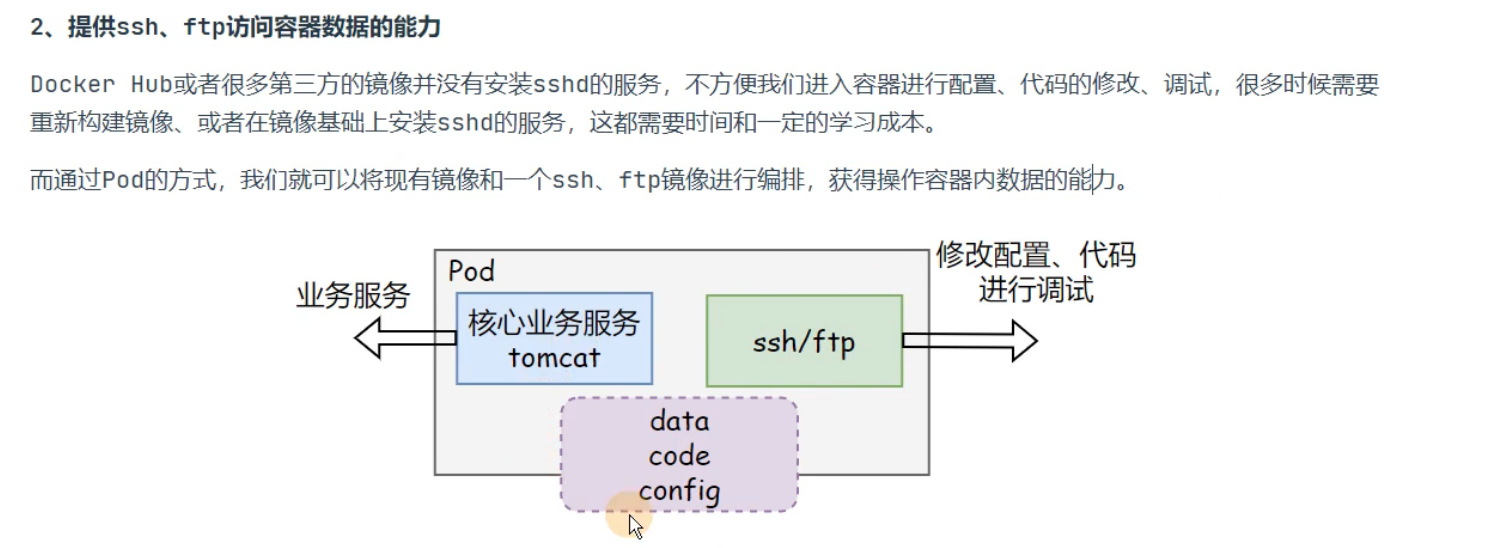 2、提供ssh、ftp访问容器数据的能力
Docker Hub或者很多第三方的镜像并没有安装sshd的服务，不方便我们进入容器进行配置、代码的修改、调试，很多时候需要
重新构建镜像、或者在镜像基础上安装sshd的服务，这都需要时间和一定的学习成本。
而通过Pod的方式，我们就可以将现有镜像和一个ssh、ftp镜像进行编排，获得操作容器内数据的能力。
Pod
业务服务
核心业务服务
tomcat
ssh/ftp
修改配置、代码
进行调试
data
code
config